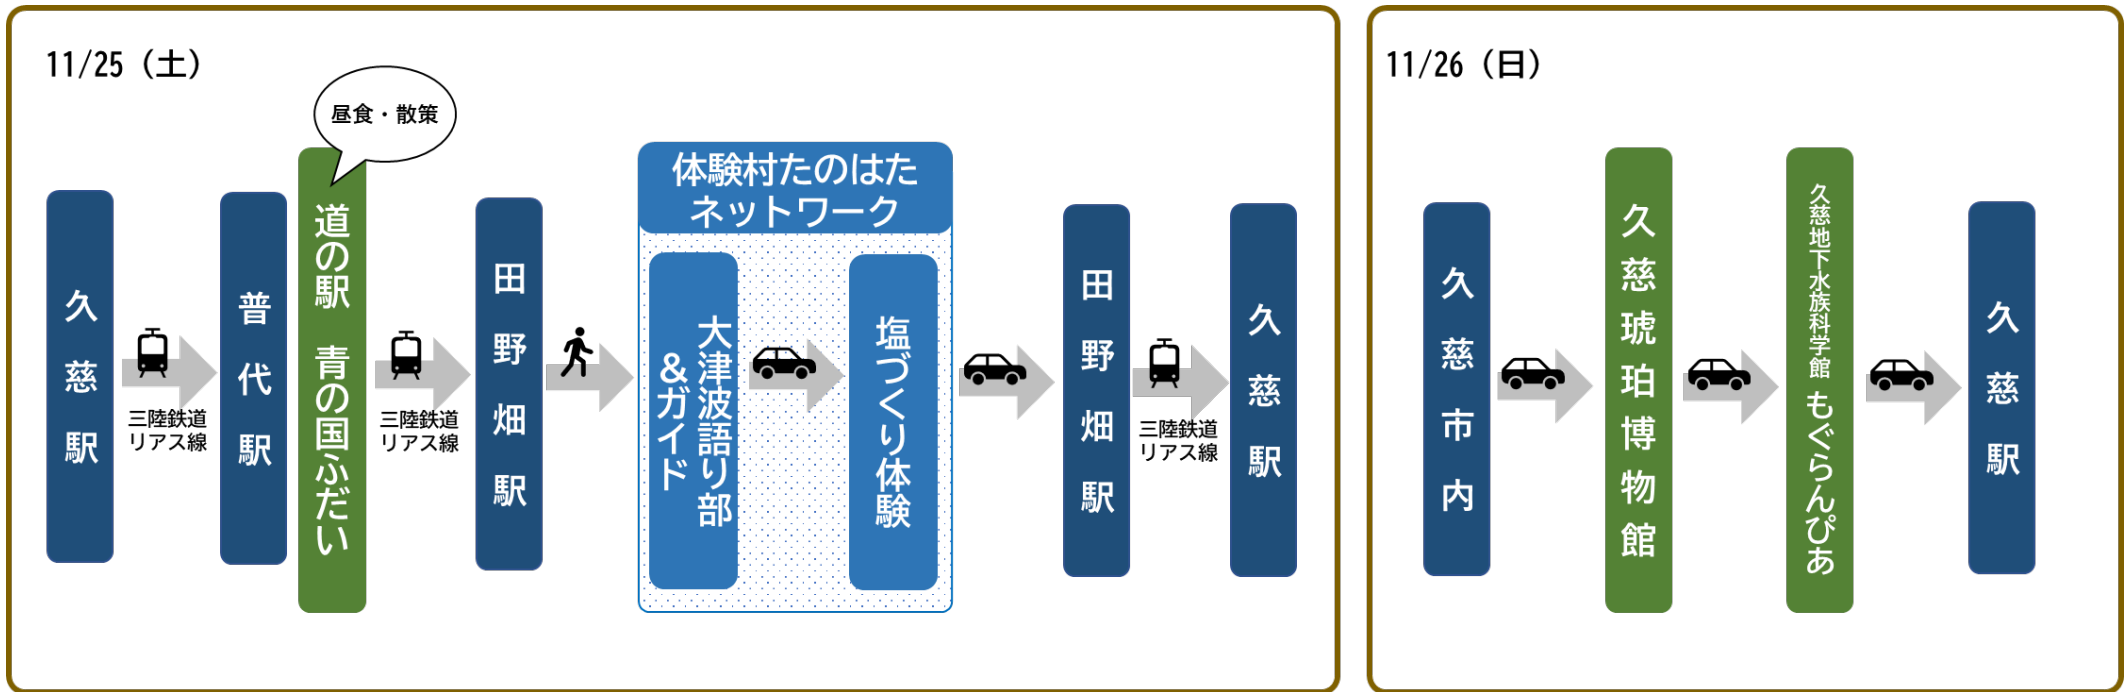 11/25（土）
昼食・散策
久慈駅
三陸鉄道
リアス線
普代駅
道の駅　青の国ふだい
三陸鉄道
リアス線
田野畑駅
体験村たのはた
ネットワーク
大津波語り部
&ガイド
塩づくり体験
田野畑駅
三陸鉄道
リアス線
久慈駅
11/26（日）
久慈市内
久慈琥珀博物館
久慈地下水族科学館 もぐらんぴあ
久慈駅